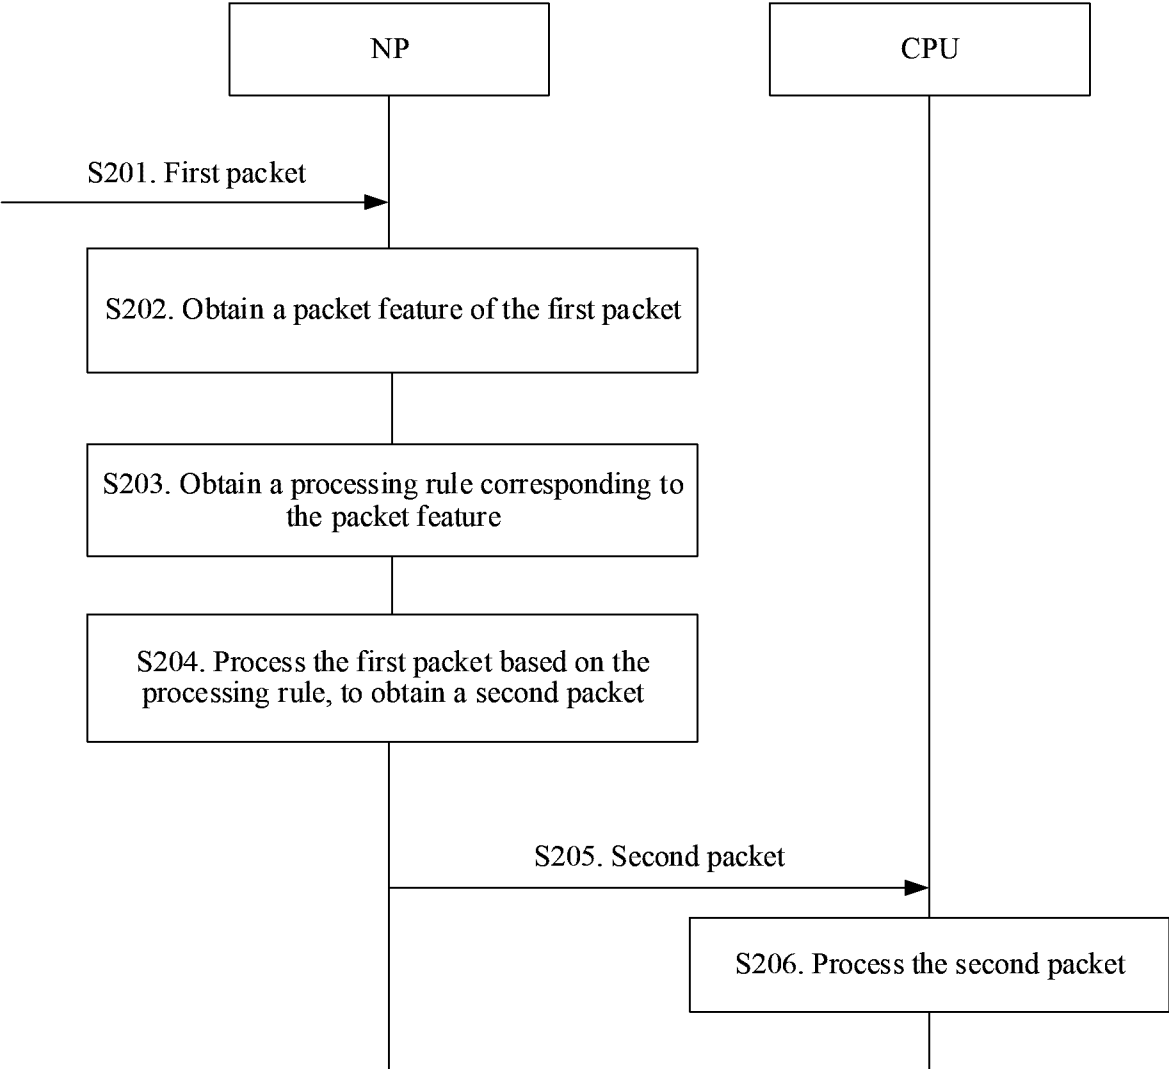 NP
CPU
S201. First packet
S202. Obtain a packet feature of the first packet
S203. Obtain a processing rule corresponding to
the packet feature
S204. Process the first packet based on the
processing rule, to obtain a second packet
S205. Second packet
S206. Process the second packet